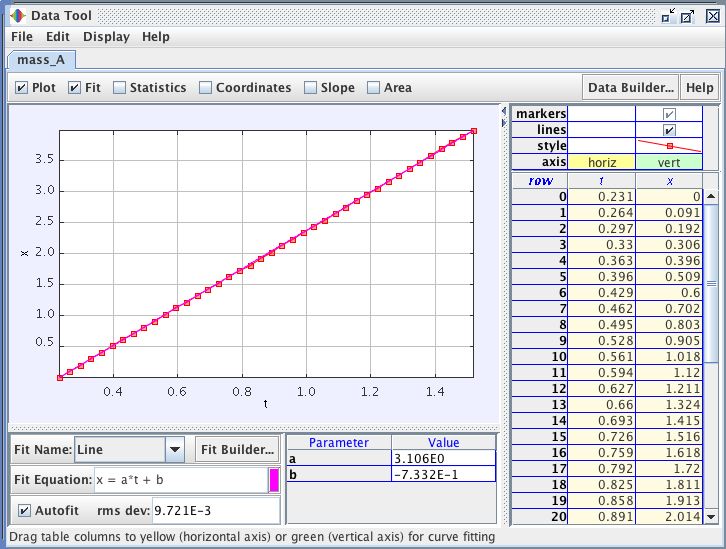 Data Tool
File Edit Display Help
mass_A
Plot Fit Statistics Coordinates Slope Area Data Builder... Help
3.5
3.0
2.5
2.0
1.5
1.0
0.5
x
0.4 0.6 0.8 1.0 1.2 1.4
t
markers
lines
style
axis horiz vert
row t x
0 0.231 0
1 0.264 0.091
2 0.297 0.192
3 0.33 0.306
4 0.363 0.396
5 0.396 0.509
6 0.429 0.6
7 0.462 0.702
8 0.495 0.803
9 0.528 0.905
10 0.561 1.018
11 0.594 1.12
12 0.627 1.211
13 0.66 1.324
14 0.693 1.415
15 0.726 1.516
16 0.759 1.618
17 0.792 1.72
18 0.825 1.811
19 0.858 1.913
20 0.891 2.014
Fit Name: Line Fit Builder...
Fit Equation: x = a*t + b
Autofit rms dev: 9.721E-3
Parameter Value
a 3.106E0
b -7.332E-1
Drag table columns to yellow (horizontal axis) or green (vertical axis) for curve fitting